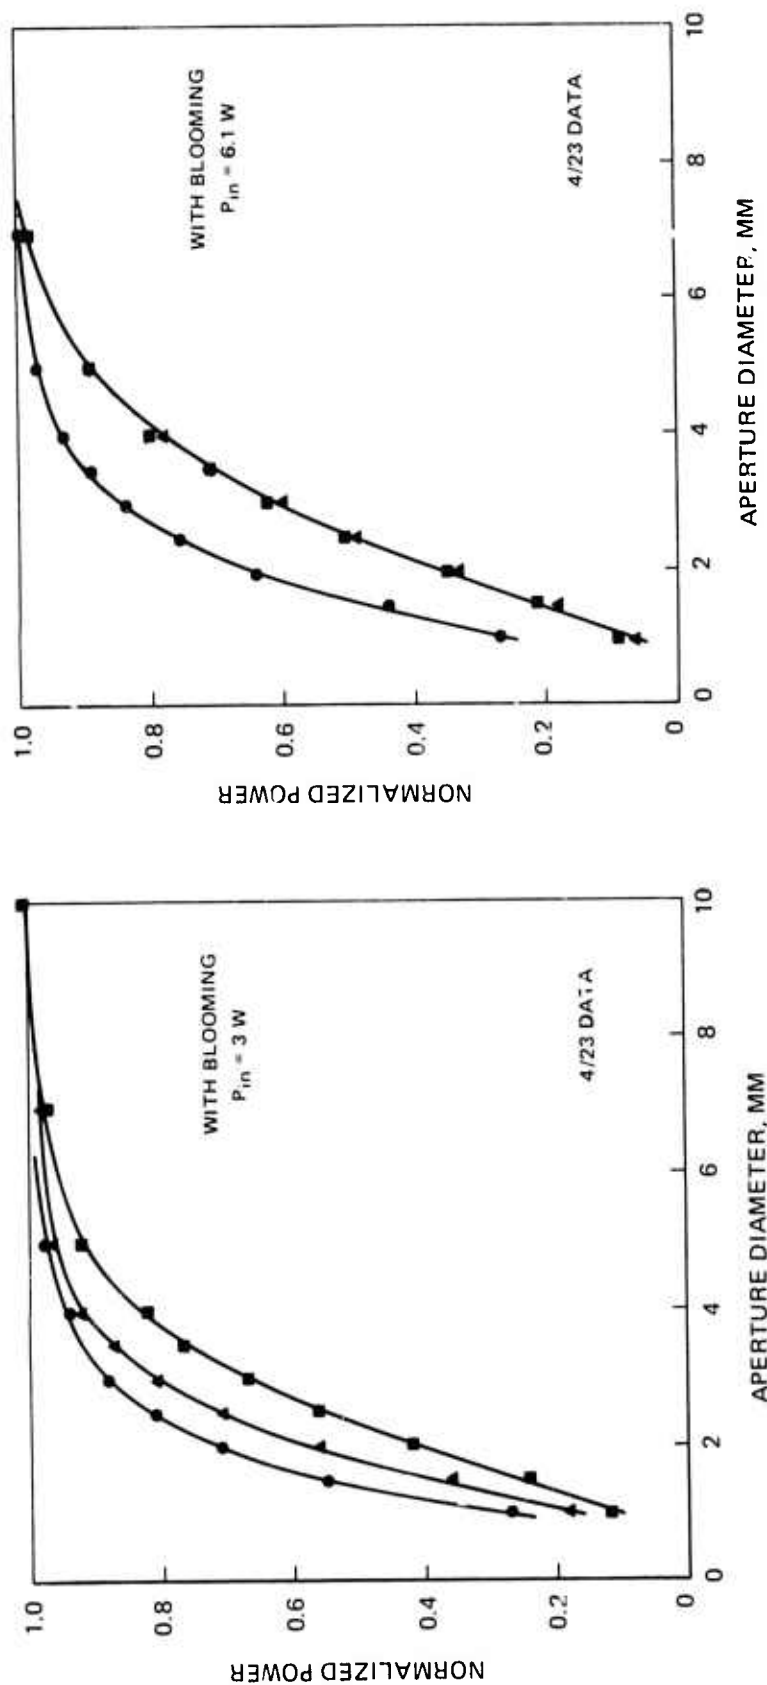 NORMALIZED POWER
1.0
0.8
0.6
0.4
0.2
0
WITH BLOOMING
Pin = 3 W
4/23 DATA
0
2
4
6
8
10
APERTURE DIAMETER, MM
NORMALIZED POWER
1.0
0.8
0.6
0.4
0.2
0
WITH BLOOMING
Pin = 6.1 W
4/23 DATA
0
2
4
6
8
10
APERTURE DIAMETER, MM